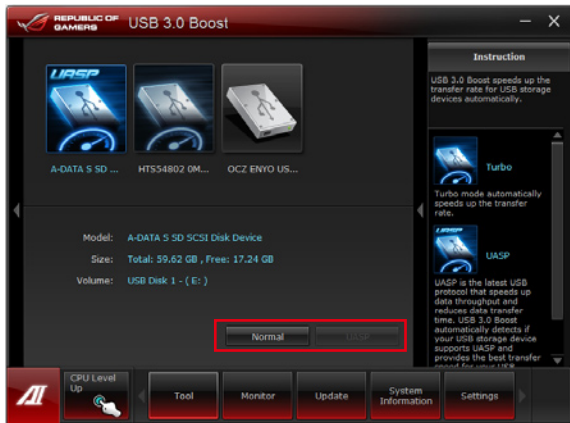 REPUBLIC OF
GAMERS
USB 3.0 Boost
UASP
A-DATA S SD ...
HTS54802 0M...
OCZ ENYO US...
Model: A-DATA S SD SCSI Disk Device
Size: Total: 59.62 GB , Free: 17.24 GB
Volume: USB Disk 1 - ( E: )
Normal
UASP
Instruction
USB 3.0 Boost speeds up the
transfer rate for USB storage
devices automatically.
Turbo
Turbo mode automatically
speeds up the transfer
rate.
UASP
UASP
UASP is the latest USB
protocol that speeds up
data throughput and
reduces data transfer
time. USB 3.0 Boost
automatically detects if
your USB storage device
supports UASP and
provides the best transfer
speed for your USB
AI
CPU Level
Up
Tool
Monitor
Update
System
Information
Settings